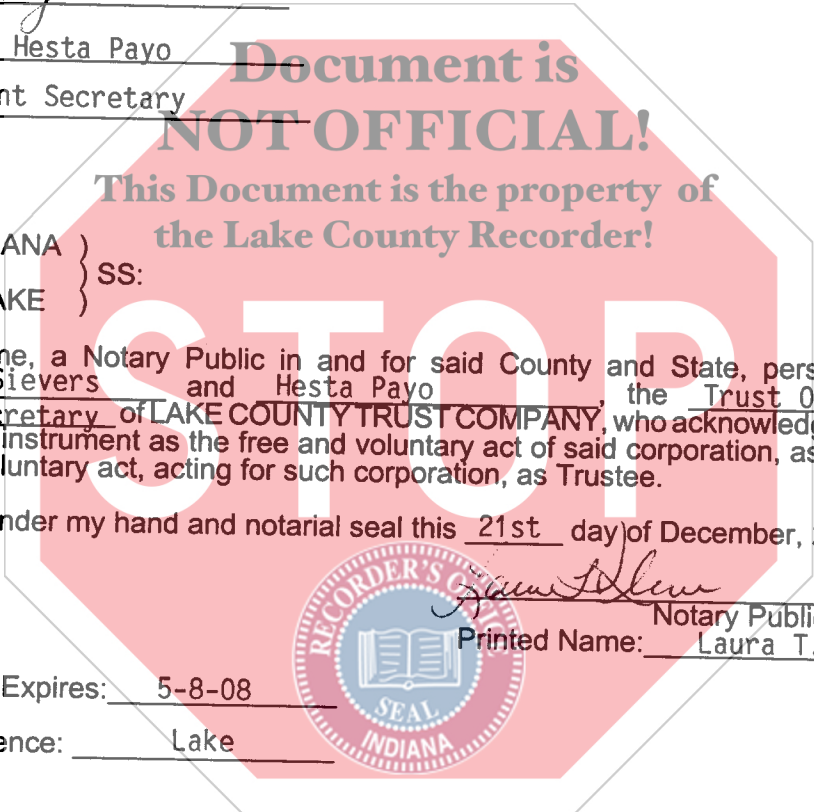 Hesta Payo
Document is
nt Secretary
NOT OFFICIAL!
This Document is the property of
the Lake County Recorder!
ANA )
) SS:
AKE )
STOP
ne, a Notary Public in and for said County and State, pers
Sievers and Hesta Payo, the Trust O
cretary of LAKE COUNTY TRUST COMPANY, who acknowledg
instrument as the free and voluntary act of said corporation, as
luntary act, acting for such corporation, as Trustee.
nder my hand and notarial seal this 21st day of December,
Notary Publi
Printed Name: Laura T.
RECORDER'S OFFICE
SEAL
INDIANA
Expires: 5-8-08
ence: Lake